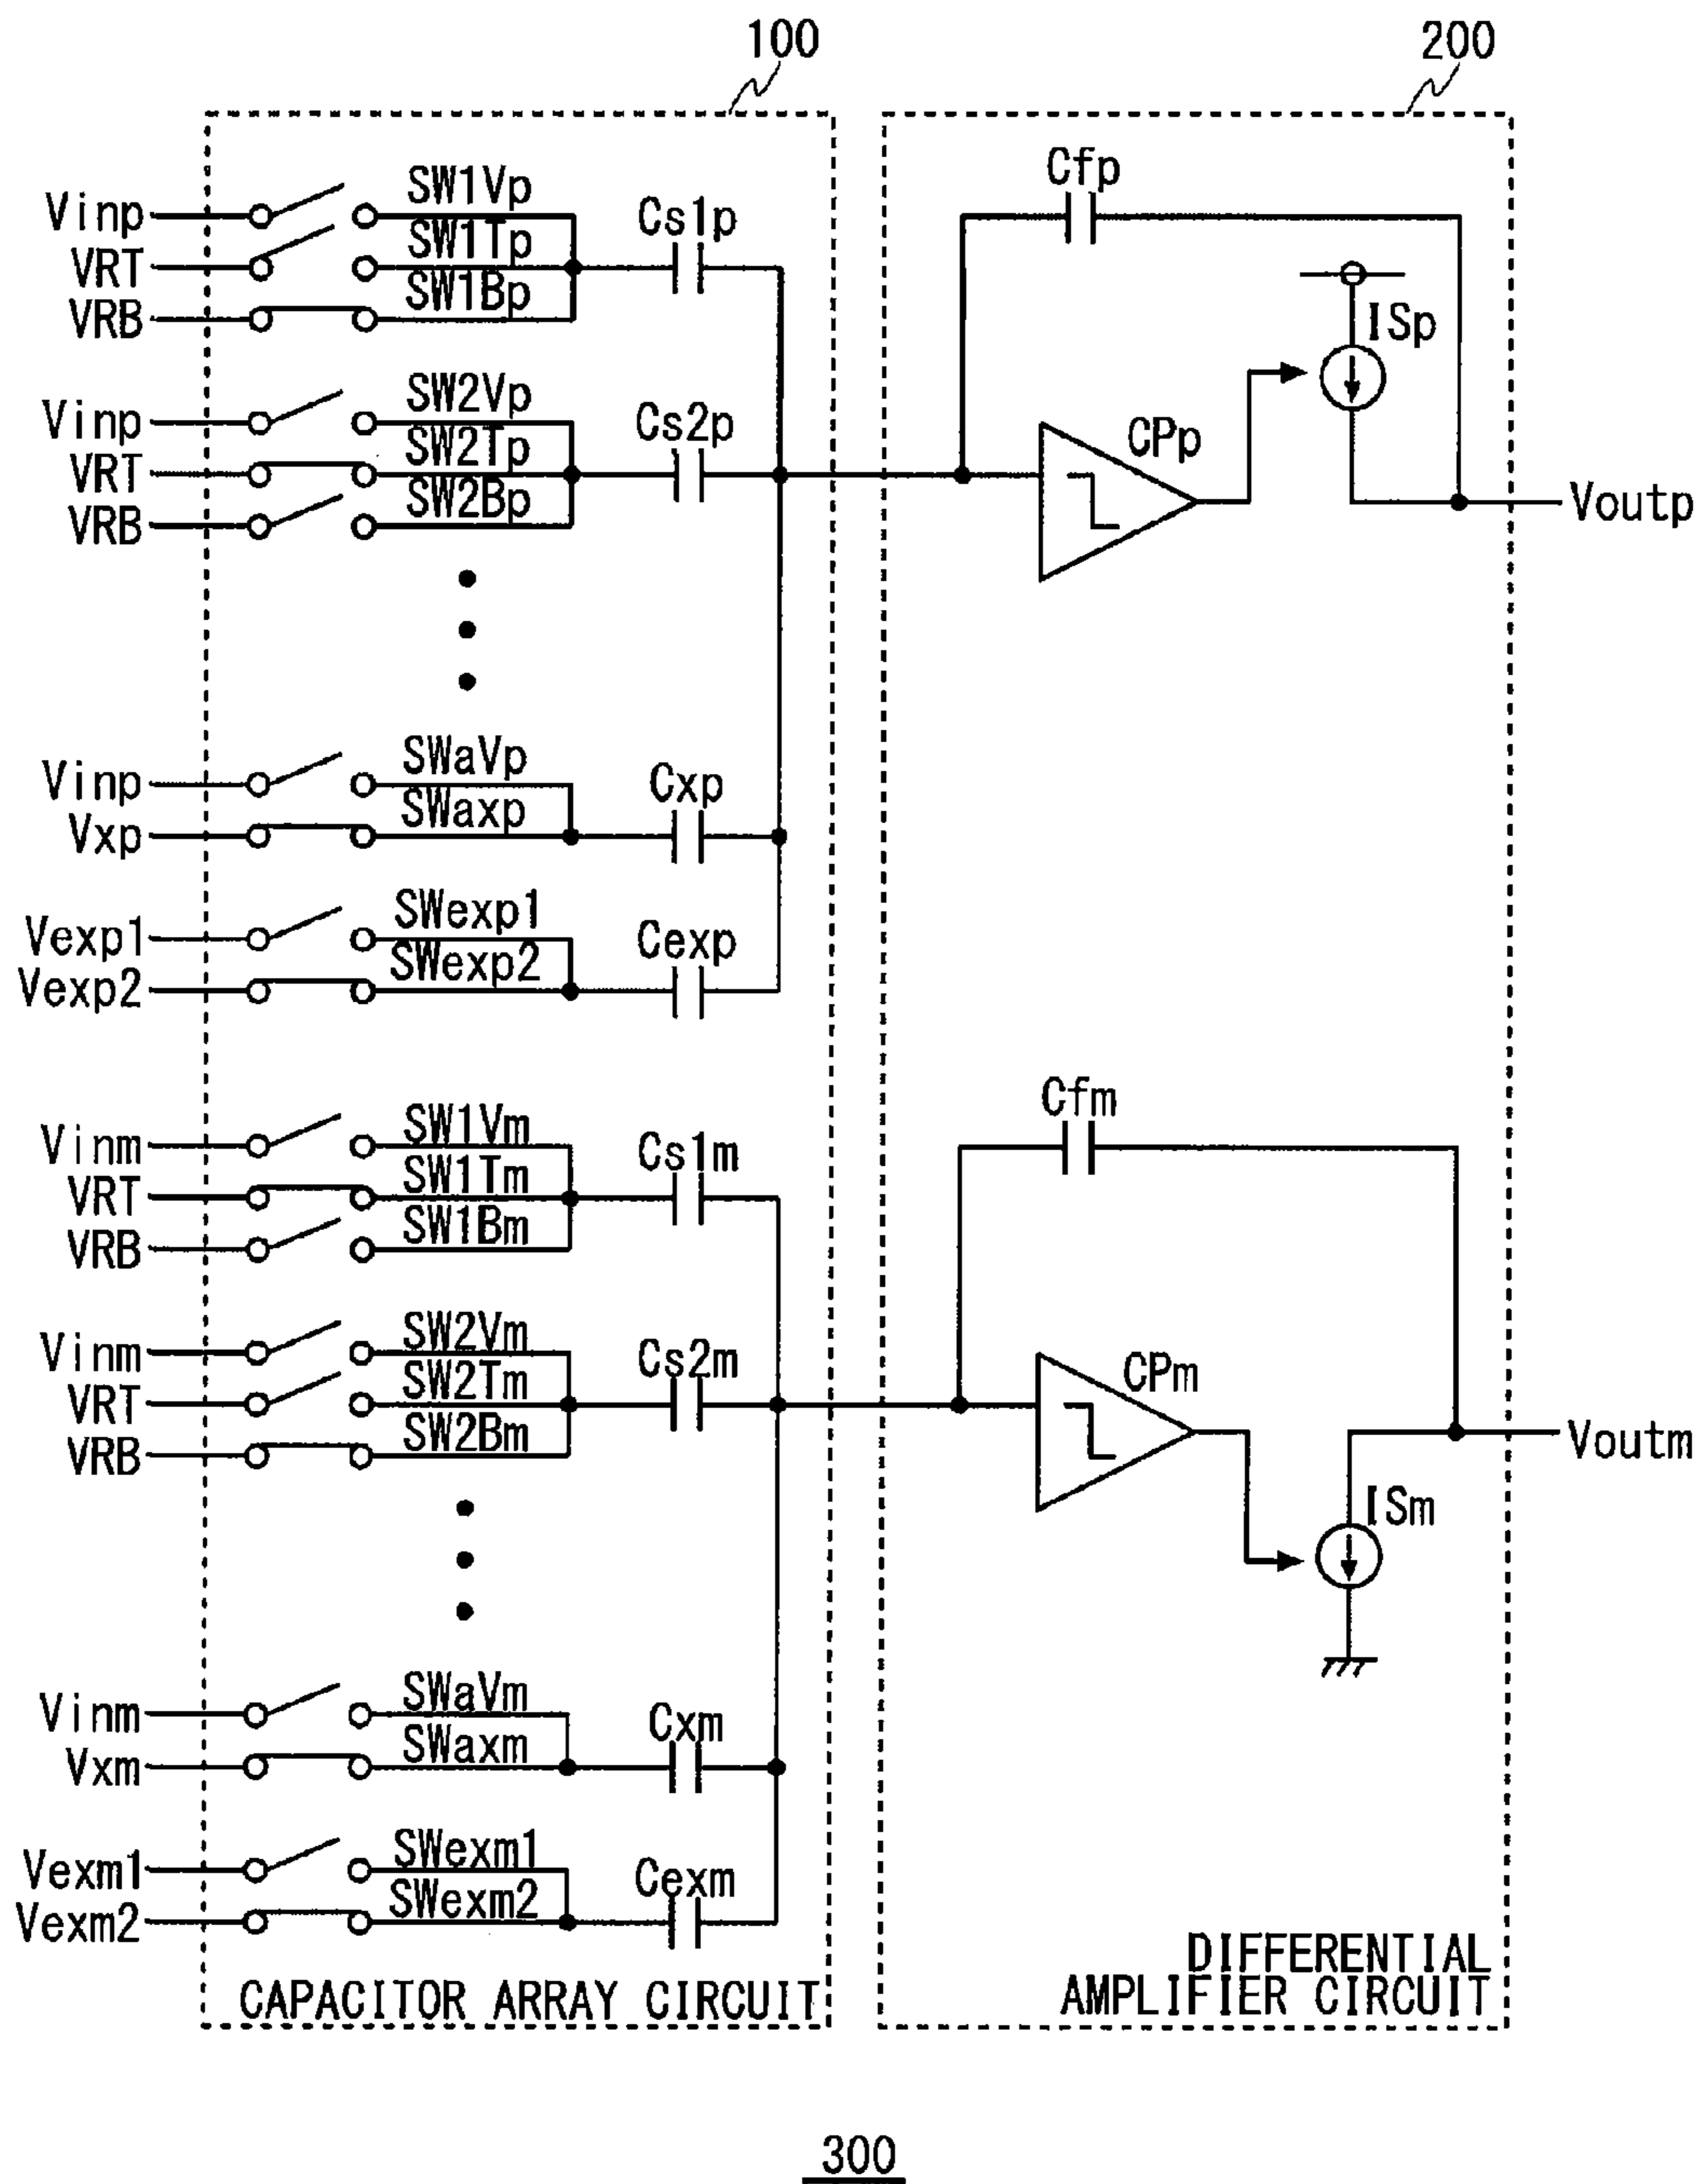 100
200
Vinp
SW1Vp
VRT
SW1Tp
VRB
SW1Bp
Cs1p
Cfp
ISp
Vinp
SW2Vp
VRT
SW2Tp
VRB
SW2Bp
Cs2p
CPp
Voutp
Vinp
SWaVp
Vxp
SWaxp
Cxp
Vexp1
SWexp1
Vexp2
SWexp2
Cexp
Vinm
SW1Vm
VRT
SW1Tm
VRB
SW1Bm
Cs1m
Cfm
Vinm
SW2Vm
VRT
SW2Tm
VRB
SW2Bm
Cs2m
CPm
Voutm
ISm
Vinm
SWaVm
Vxm
SWaxm
Cxm
Vexm1
SWexm1
Vexm2
SWexm2
Cexm
CAPACITOR ARRAY CIRCUIT
DIFFERENTIAL
AMPLIFIER CIRCUIT
300